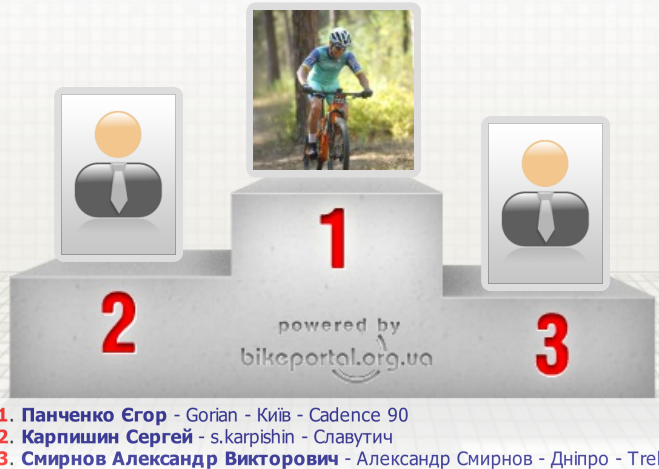 1
2
3
powered by
bikeportal.org.ua
1. Панченко Єгор - Gorian - Київ - Cadence 90
2. Карпишин Сергей - s.karpishin - Славутич
3. Смирнов Александр Викторович - Александр Смирнов - Дніпро -